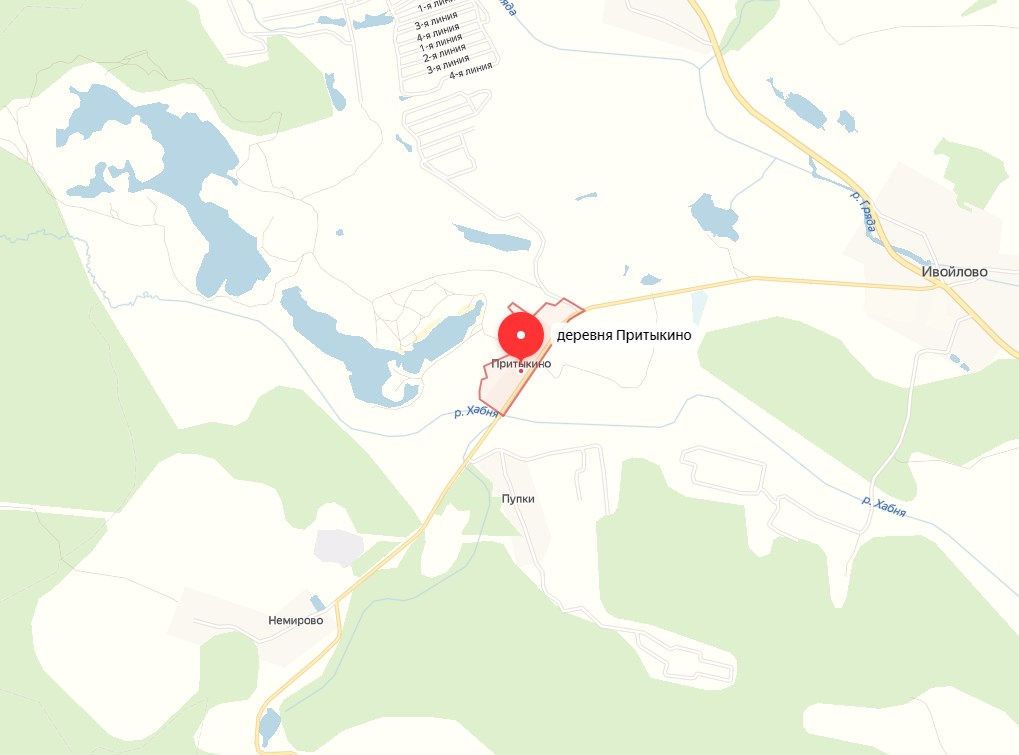 1-я линия
3-я линия
4-я линия
1-я линия
2-я линия
3-я линия
4-я линия
р. Гряда
Ивойлово
деревня Притыкино
Притыкино
р. Хабня
Пупки
р. Хабня
Немирово